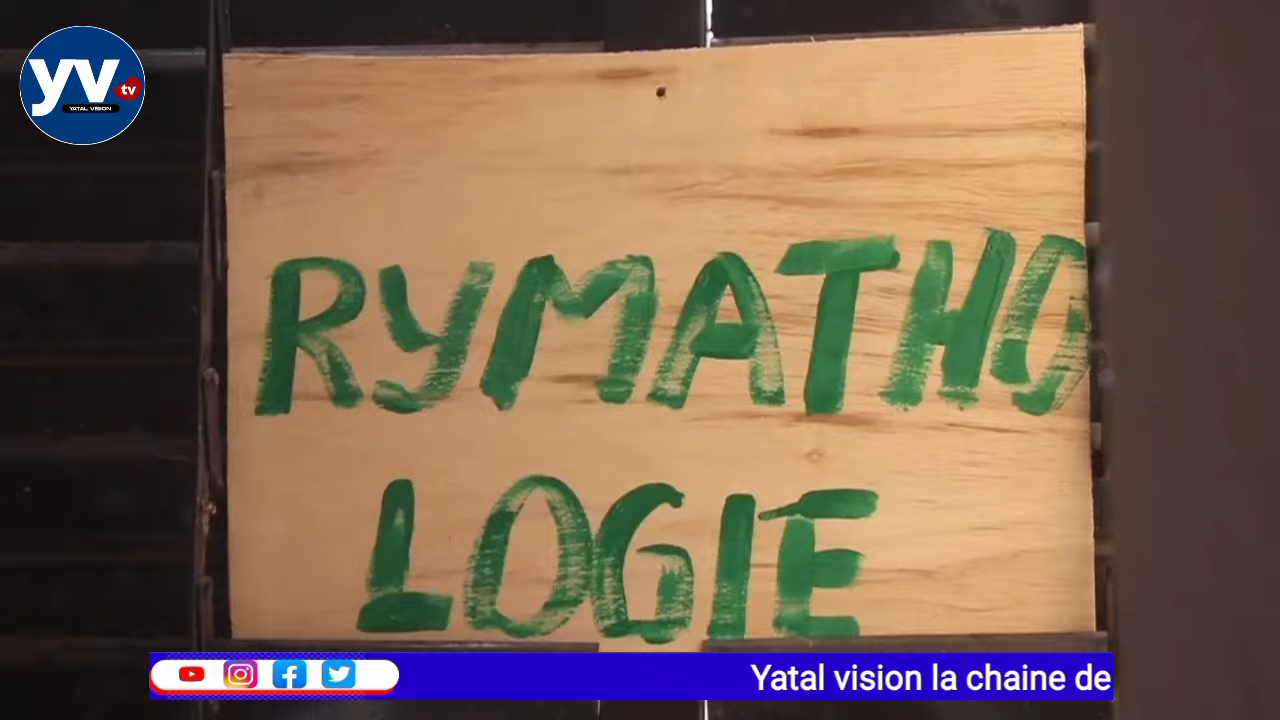 yv
tv
YATAL VISION
RYMATHO
LOGIE
Yatal vision la chaine de